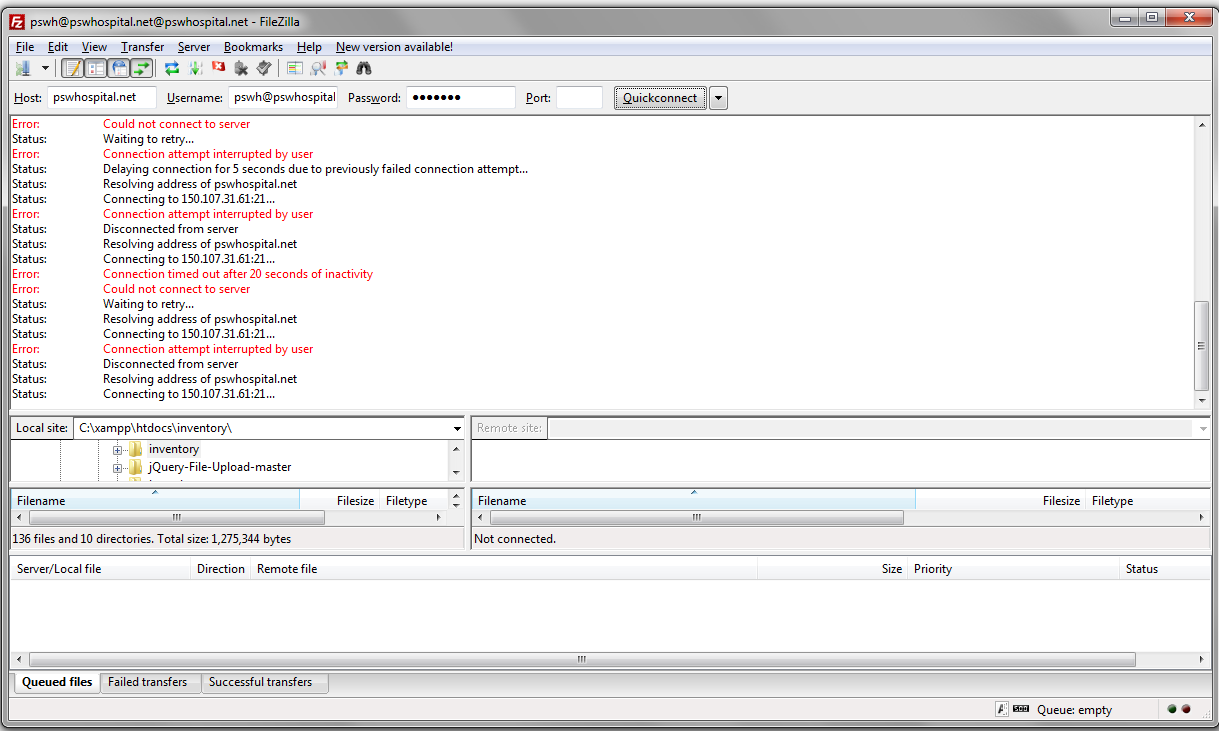 pswh@pswhospital.net@pswhospital.net - FileZilla
File Edit View Transfer Server Bookmarks Help New version available!
Host: pswhospital.net Username: pswh@pswhospital Password: ●●●●●●● Port: Quickconnect
Error: Could not connect to server
Status: Waiting to retry...
Error: Connection attempt interrupted by user
Status: Delaying connection for 5 seconds due to previously failed connection attempt...
Status: Resolving address of pswhospital.net
Status: Connecting to 150.107.31.61:21...
Error: Connection attempt interrupted by user
Status: Disconnected from server
Status: Resolving address of pswhospital.net
Status: Connecting to 150.107.31.61:21...
Error: Connection timed out after 20 seconds of inactivity
Error: Could not connect to server
Status: Waiting to retry...
Status: Resolving address of pswhospital.net
Status: Connecting to 150.107.31.61:21...
Error: Connection attempt interrupted by user
Status: Disconnected from server
Status: Resolving address of pswhospital.net
Status: Connecting to 150.107.31.61:21...
Local site: C:\xampp\htdocs\inventory\ Remote site:
inventory
jQuery-File-Upload-master
Filename Filesize Filetype Filename Filesize Filetype
136 files and 10 directories. Total size: 1,275,344 bytes Not connected.
Server/Local file Direction Remote file Size Priority Status
Queued files Failed transfers Successful transfers
Queue: empty